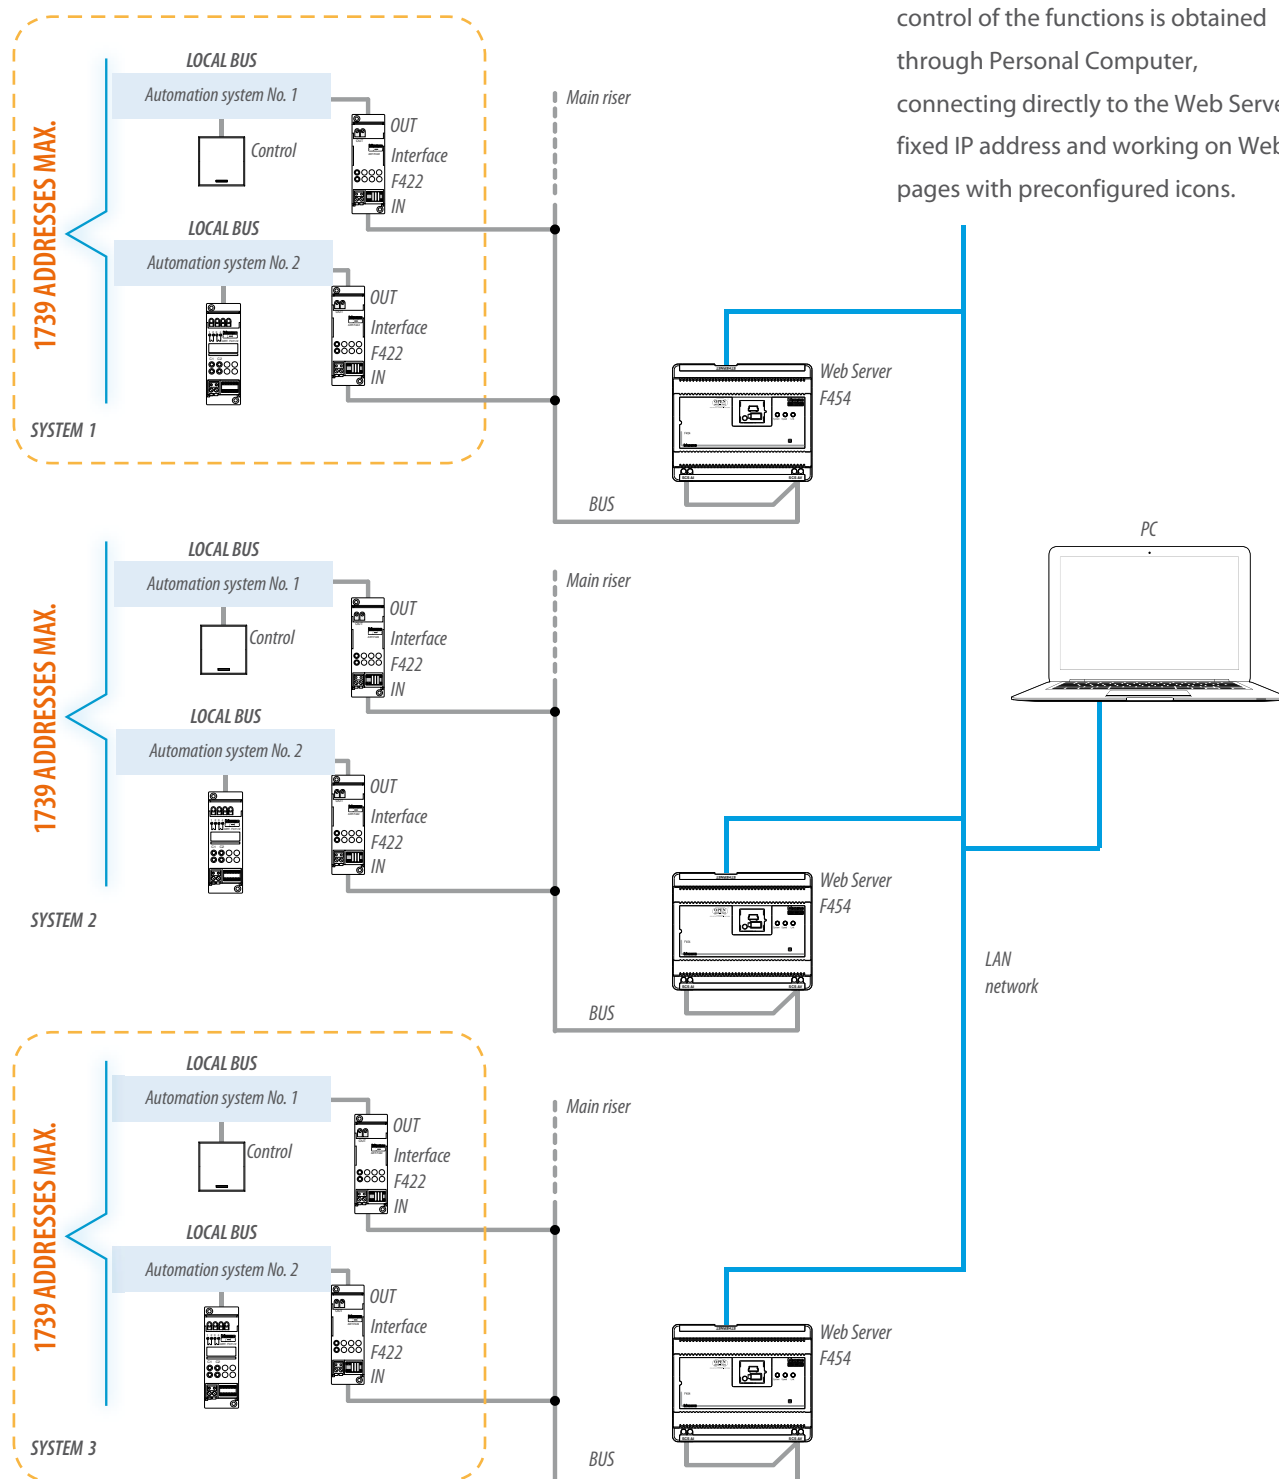 control of the functions is obtained
through Personal Computer,
connecting directly to the Web Serve
fixed IP address and working on Web
pages with preconfigured icons.
1739 ADDRESSES MAX.
LOCAL BUS
Automation system No. 1
Control
OUT
Interface
F422
IN
Main riser
LOCAL BUS
Automation system No. 2
OUT
Interface
F422
IN
SYSTEM 1
Web Server
F454
BUS
1739 ADDRESSES MAX.
LOCAL BUS
Automation system No. 1
Control
OUT
Interface
F422
IN
Main riser
LOCAL BUS
Automation system No. 2
OUT
Interface
F422
IN
SYSTEM 2
Web Server
F454
BUS
PC
LAN
network
1739 ADDRESSES MAX.
LOCAL BUS
Automation system No. 1
Control
OUT
Interface
F422
IN
Main riser
LOCAL BUS
Automation system No. 2
OUT
Interface
F422
IN
SYSTEM 3
Web Server
F454
BUS